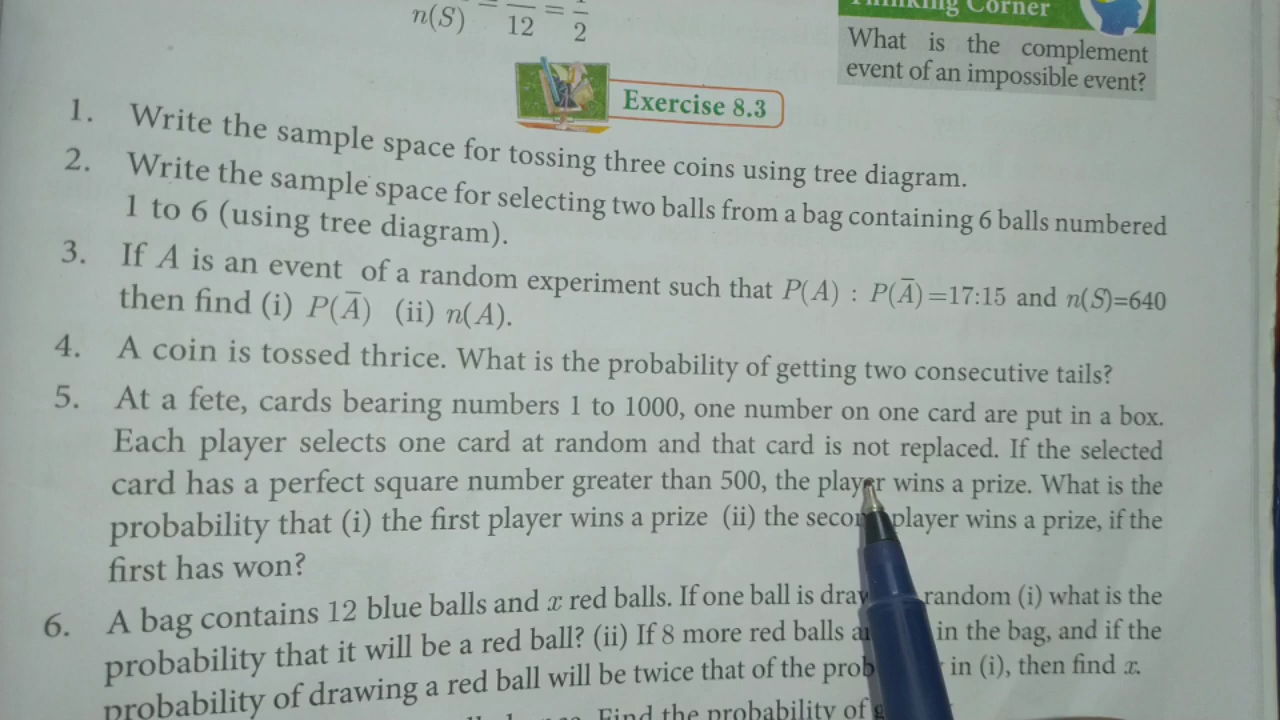 n(S) = 12 = 2
Thinking Corner
What is the complement
event of an impossible event?
Exercise 8.3
1. Write the sample space for tossing three coins using tree diagram.
2. Write the sample space for selecting two balls from a bag containing 6 balls numbered
1 to 6 (using tree diagram).
3. If A is an event of a random experiment such that P(A) : P(A̅)=17:15 and n(S)=640
then find (i) P(A̅) (ii) n(A).
4. A coin is tossed thrice. What is the probability of getting two consecutive tails?
5. At a fete, cards bearing numbers 1 to 1000, one number on one card are put in a box.
Each player selects one card at random and that card is not replaced. If the selected
card has a perfect square number greater than 500, the player wins a prize. What is the
probability that (i) the first player wins a prize (ii) the second player wins a prize, if the
first has won?
6. A bag contains 12 blue balls and x red balls. If one ball is random (i) what is the
probability that it will be a red ball? (ii) If 8 more red balls in the bag, and if the
probability of drawing a red ball will be twice that of the in (i), then find x.
Find the probability of